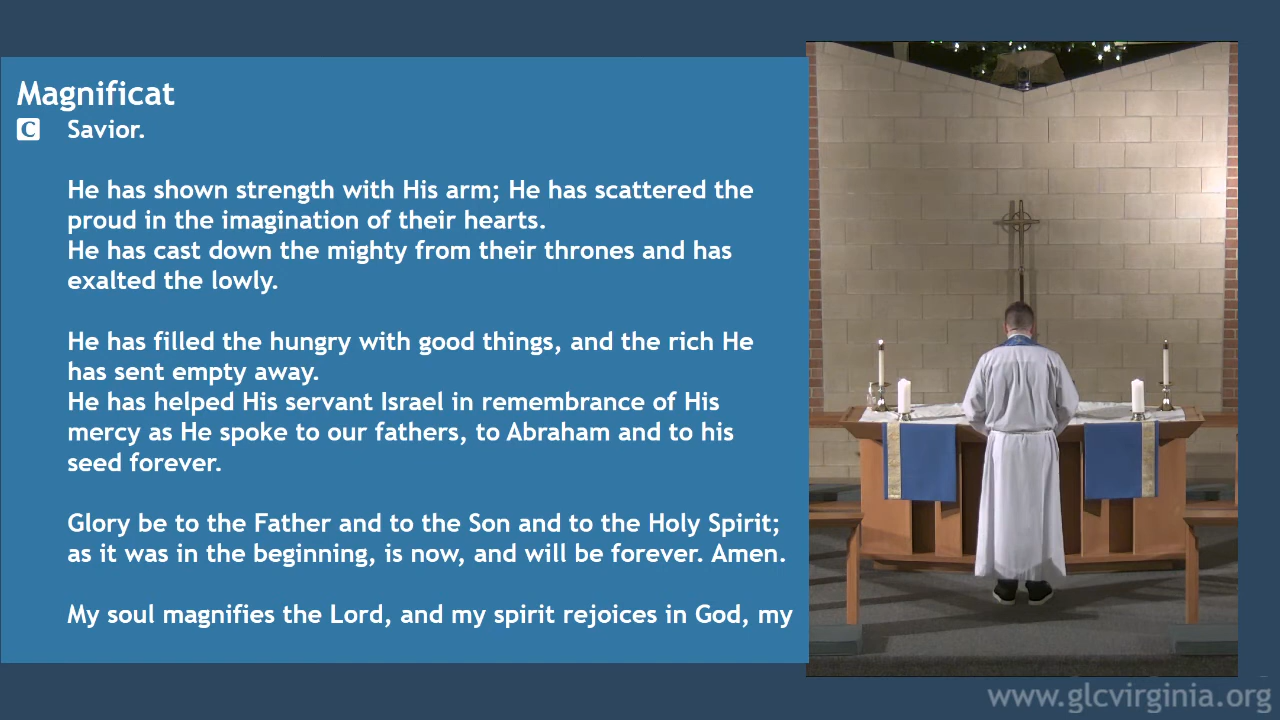 Magnificat
C Savior.
He has shown strength with His arm; He has scattered the
proud in the imagination of their hearts.
He has cast down the mighty from their thrones and has
exalted the lowly.
He has filled the hungry with good things, and the rich He
has sent empty away.
He has helped His servant Israel in remembrance of His
mercy as He spoke to our fathers, to Abraham and to his
seed forever.
Glory be to the Father and to the Son and to the Holy Spirit;
as it was in the beginning, is now, and will be forever. Amen.
My soul magnifies the Lord, and my spirit rejoices in God, my
www.glcvirginia.org